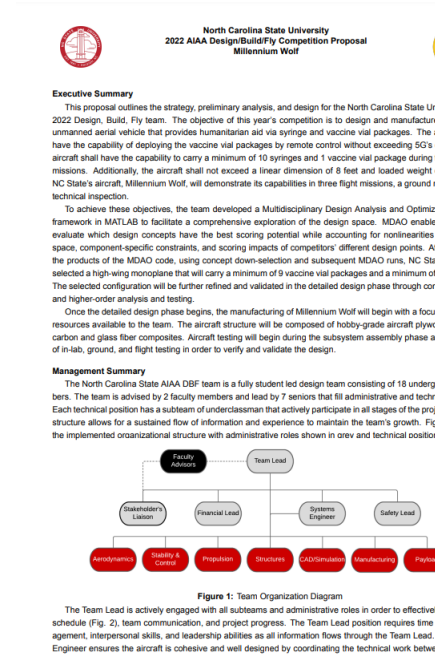 North Carolina State University
2022 AIAA Design/Build/Fly Competition Proposal
Millennium Wolf
Executive Summary
This proposal outlines the strategy, preliminary analysis, and design for the North Carolina State Un
2022 Design, Build, Fly team. The objective of this year's competition is to design and manufacture
unmanned aerial vehicle that provides humanitarian aid via syringe and vaccine vial packages. The a
have the capability of deploying the vaccine vial packages by remote control without exceeding 5G's
aircraft shall have the capability to carry a minimum of 10 syringes and 1 vaccine vial package during
missions. Additionally, the aircraft shall not exceed a linear dimension of 8 feet and loaded weight
NC State's aircraft, Millennium Wolf, will demonstrate its capabilities in three flight missions, a ground m
technical inspection.
To achieve these objectives, the team developed a Multidisciplinary Design Analysis and Optimiz
framework in MATLAB to facilitate a comprehensive exploration of the design space. MDAO enable
evaluate which design concepts have the best scoring potential while accounting for nonlinearities
space, component-specific constraints, and scoring impacts of competitors' different design points. Al
the products of the MDAO code, using concept down-selection and subsequent MDAO runs, NC Stat
selected a high-wing monoplane that will carry a minimum of 9 vaccine vial packages and a minimum of
The selected configuration will be further refined and validated in the detailed design phase through con
and higher-order analysis and testing.
Once the detailed design phase begins, the manufacturing of Millennium Wolf will begin with a focu
resources available to the team. The aircraft structure will be composed of hobby-grade aircraft plywo
carbon and glass fiber composites. Aircraft testing will begin during the subsystem assembly phase a
of in-lab, ground, and flight testing in order to verify and validate the design.
Management Summary
The North Carolina State AIAA DBF team is a fully student led design team consisting of 18 underg
bers. The team is advised by 2 faculty members and lead by 7 seniors that fill administrative and techn
Each technical position has a subteam of underclassman that actively participate in all stages of the proj
structure allows for a sustained flow of information and experience to maintain the team's growth. Fig
the implemented organizational structure with administrative roles shown in grey and technical position
Faculty Advisors
Team Lead
Stakeholder's Liaison
Financial Lead
Systems Engineer
Safety Lead
Aerodynamics
Stability & Control
Propulsion
Structures
CAD/Simulation
Manufacturing
Payloa
Figure 1: Team Organization Diagram
The Team Lead is actively engaged with all subteams and administrative roles in order to effectivel
schedule (Fig. 2), team communication, and project progress. The Team Lead position requires time
agement, interpersonal skills, and leadership abilities as all information flows through the Team Lead.
Engineer ensures the aircraft is cohesive and well designed by coordinating the technical work betwe